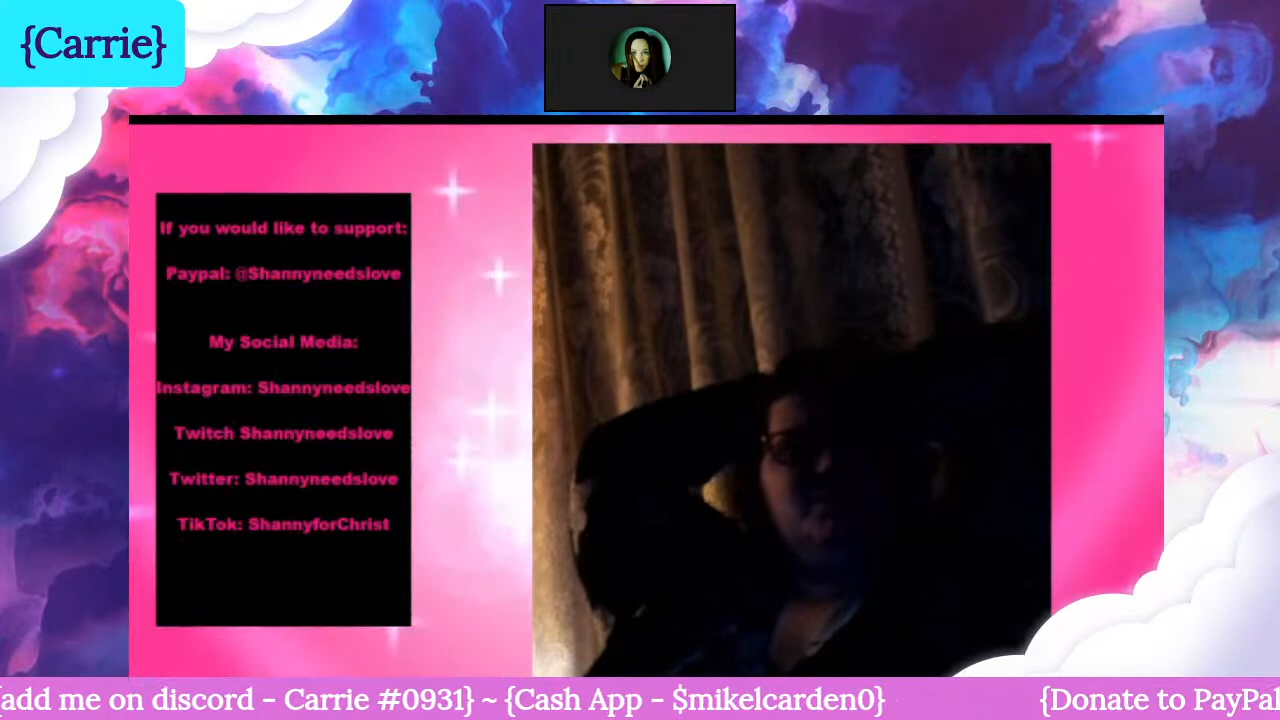 {Carrie}
If you would like to support:
Paypal: @Shannyneedslove
My Social Media:
Instagram: Shannyneedslove
Twitch Shannyneedslove
Twitter: Shannyneedslove
TikTok: ShannyforChrist
{add me on discord - Carrie #0931} ~ {Cash App - $mikelcarden0} {Donate to PayPal